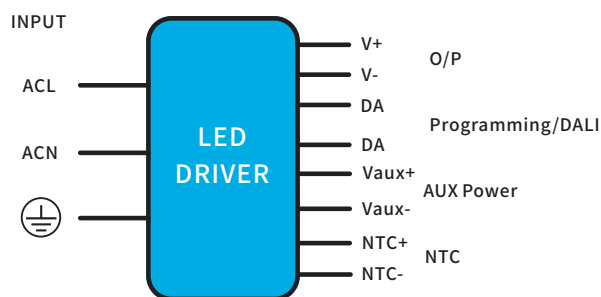 INPUT
ACL
ACN
LED
DRIVER
V+
V-
O/P
DA
DA
Programming/DALI
Vaux+
Vaux-
AUX Power
NTC+
NTC-
NTC